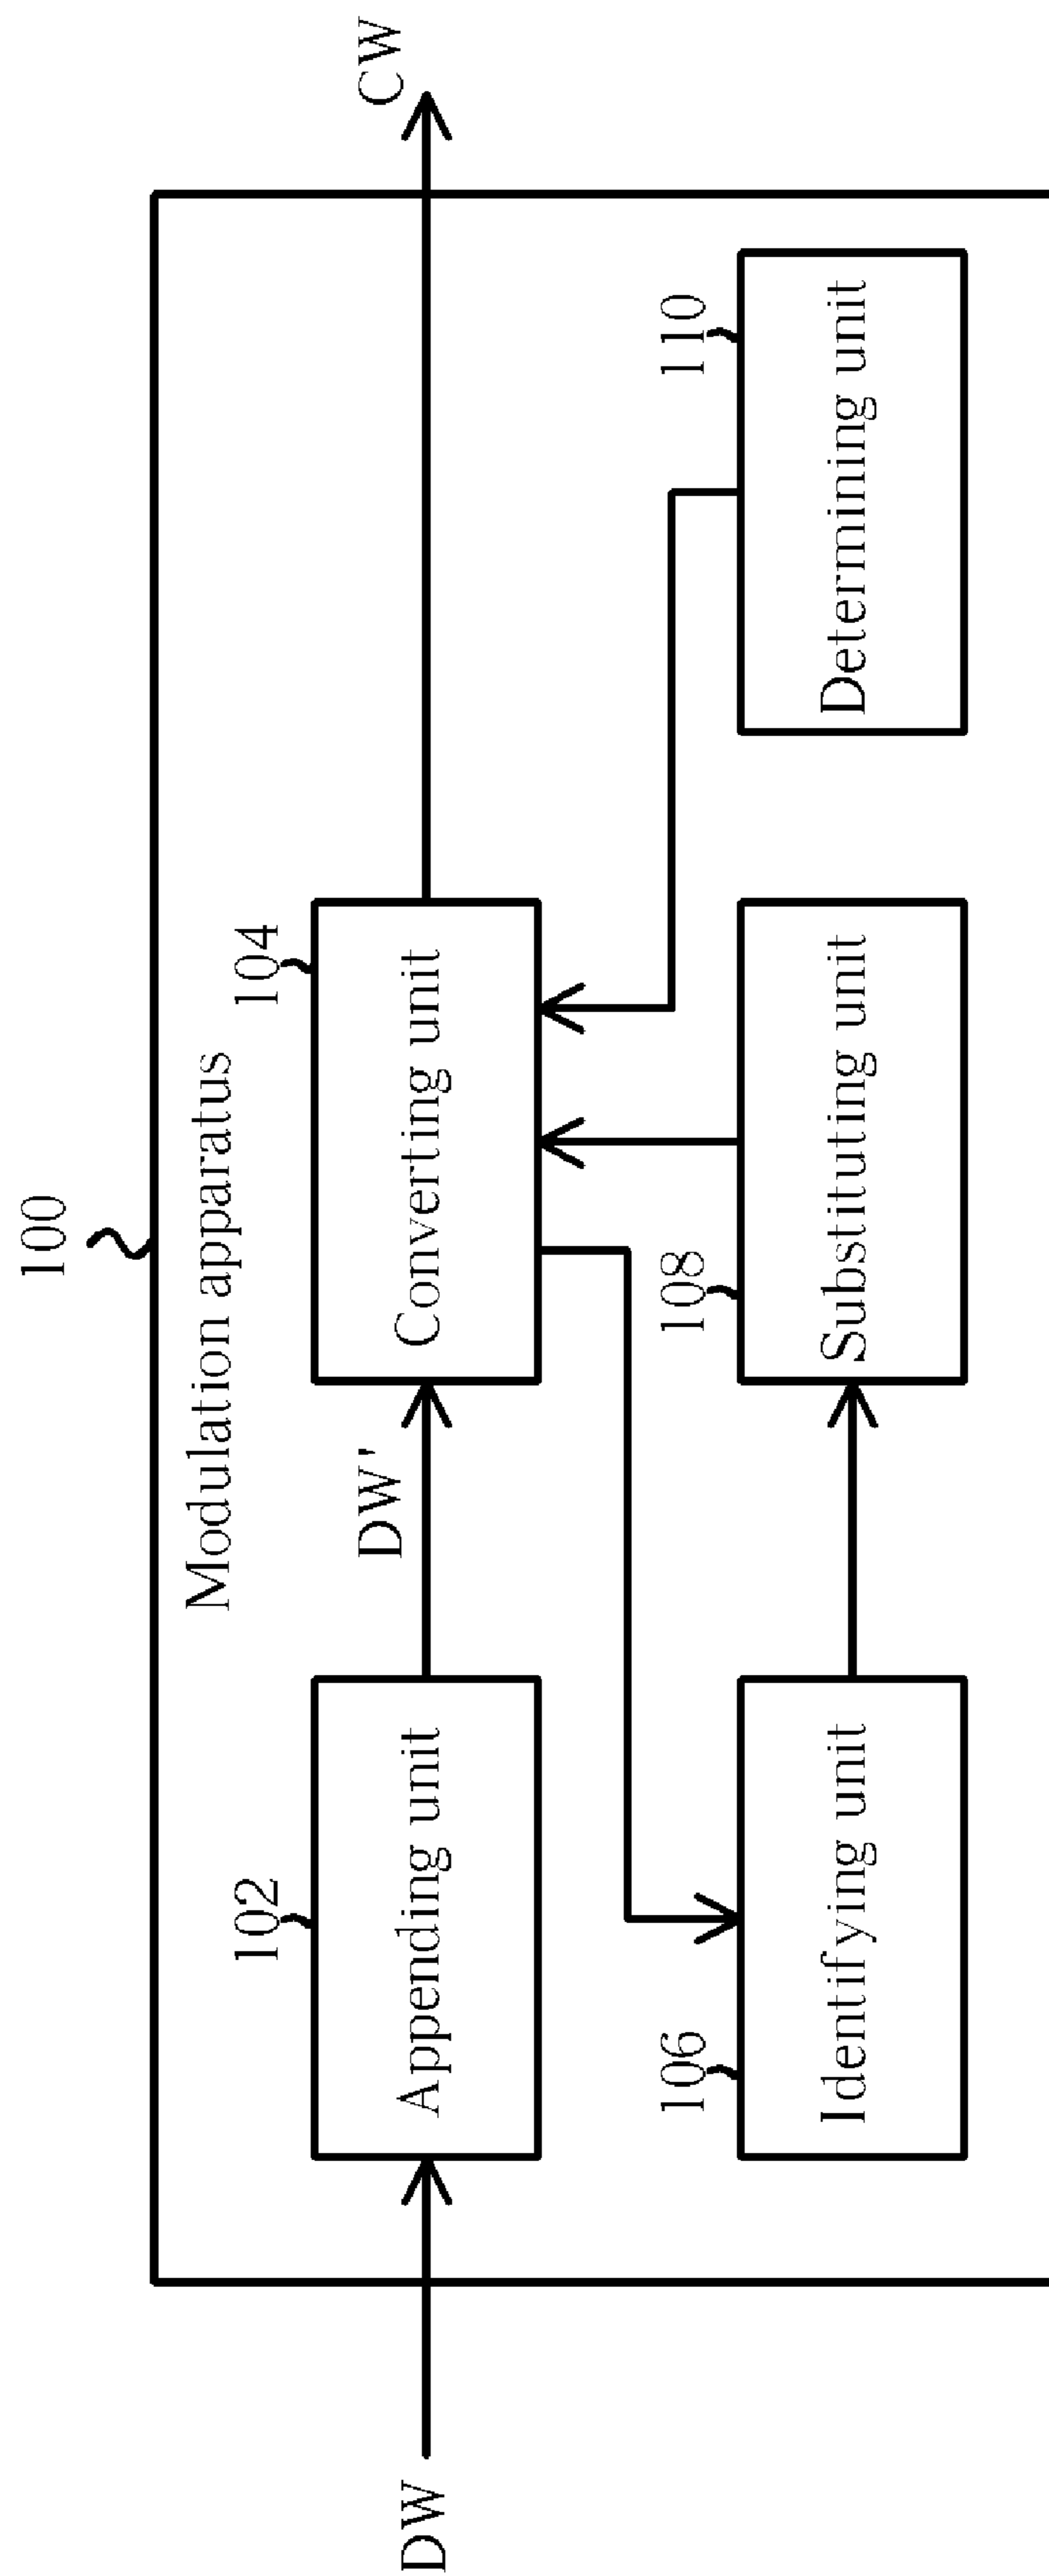 100
Modulation apparatus
102
104
DW
Appending unit
DW'
Converting unit
CW
106
108
110
Identifying unit
Substituting unit
Determining unit